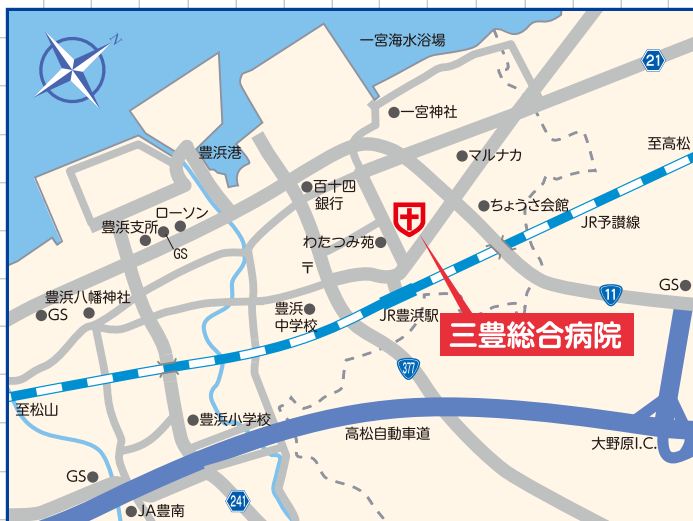 一宮海水浴場
N
21
一宮神社
至高松
豊浜港
マルナカ
百十四
銀行
ローソン
ちょうさ会館
豊浜支所
わたつみ苑
JR予讃線
GS
〒
GS
11
豊浜八幡神社
GS
豊浜
中学校
JR豊浜駅
三豊総合病院
377
至松山
豊浜小学校
高松自動車道
大野原I.C.
GS
241
JA豊南